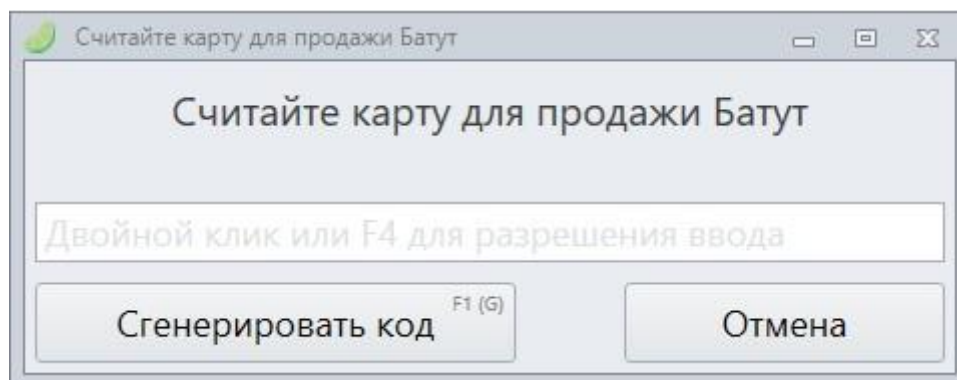 Считайте карту для продажи Батут
Считайте карту для продажи Батут
Двойной клик или F4 для разрешения ввода
Сгенерировать код F1 (G)
Отмена